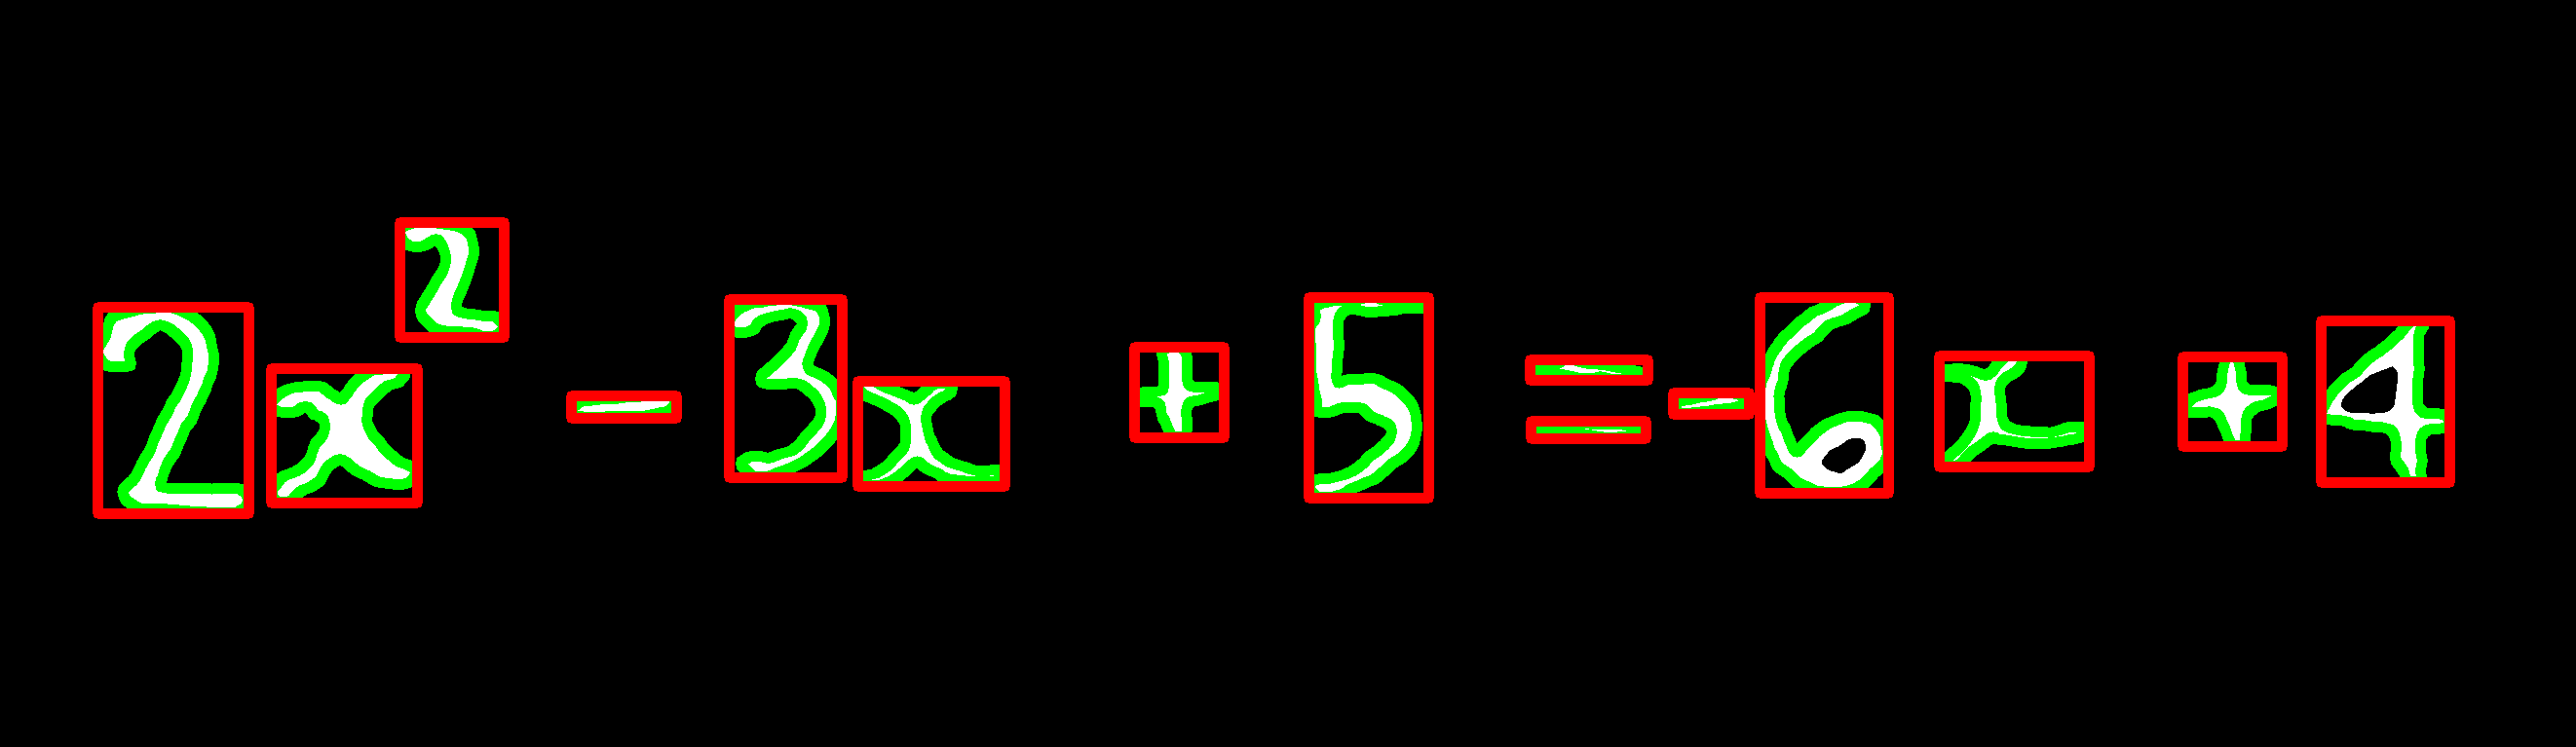 2x² - 3x + 5 = -6x + 4